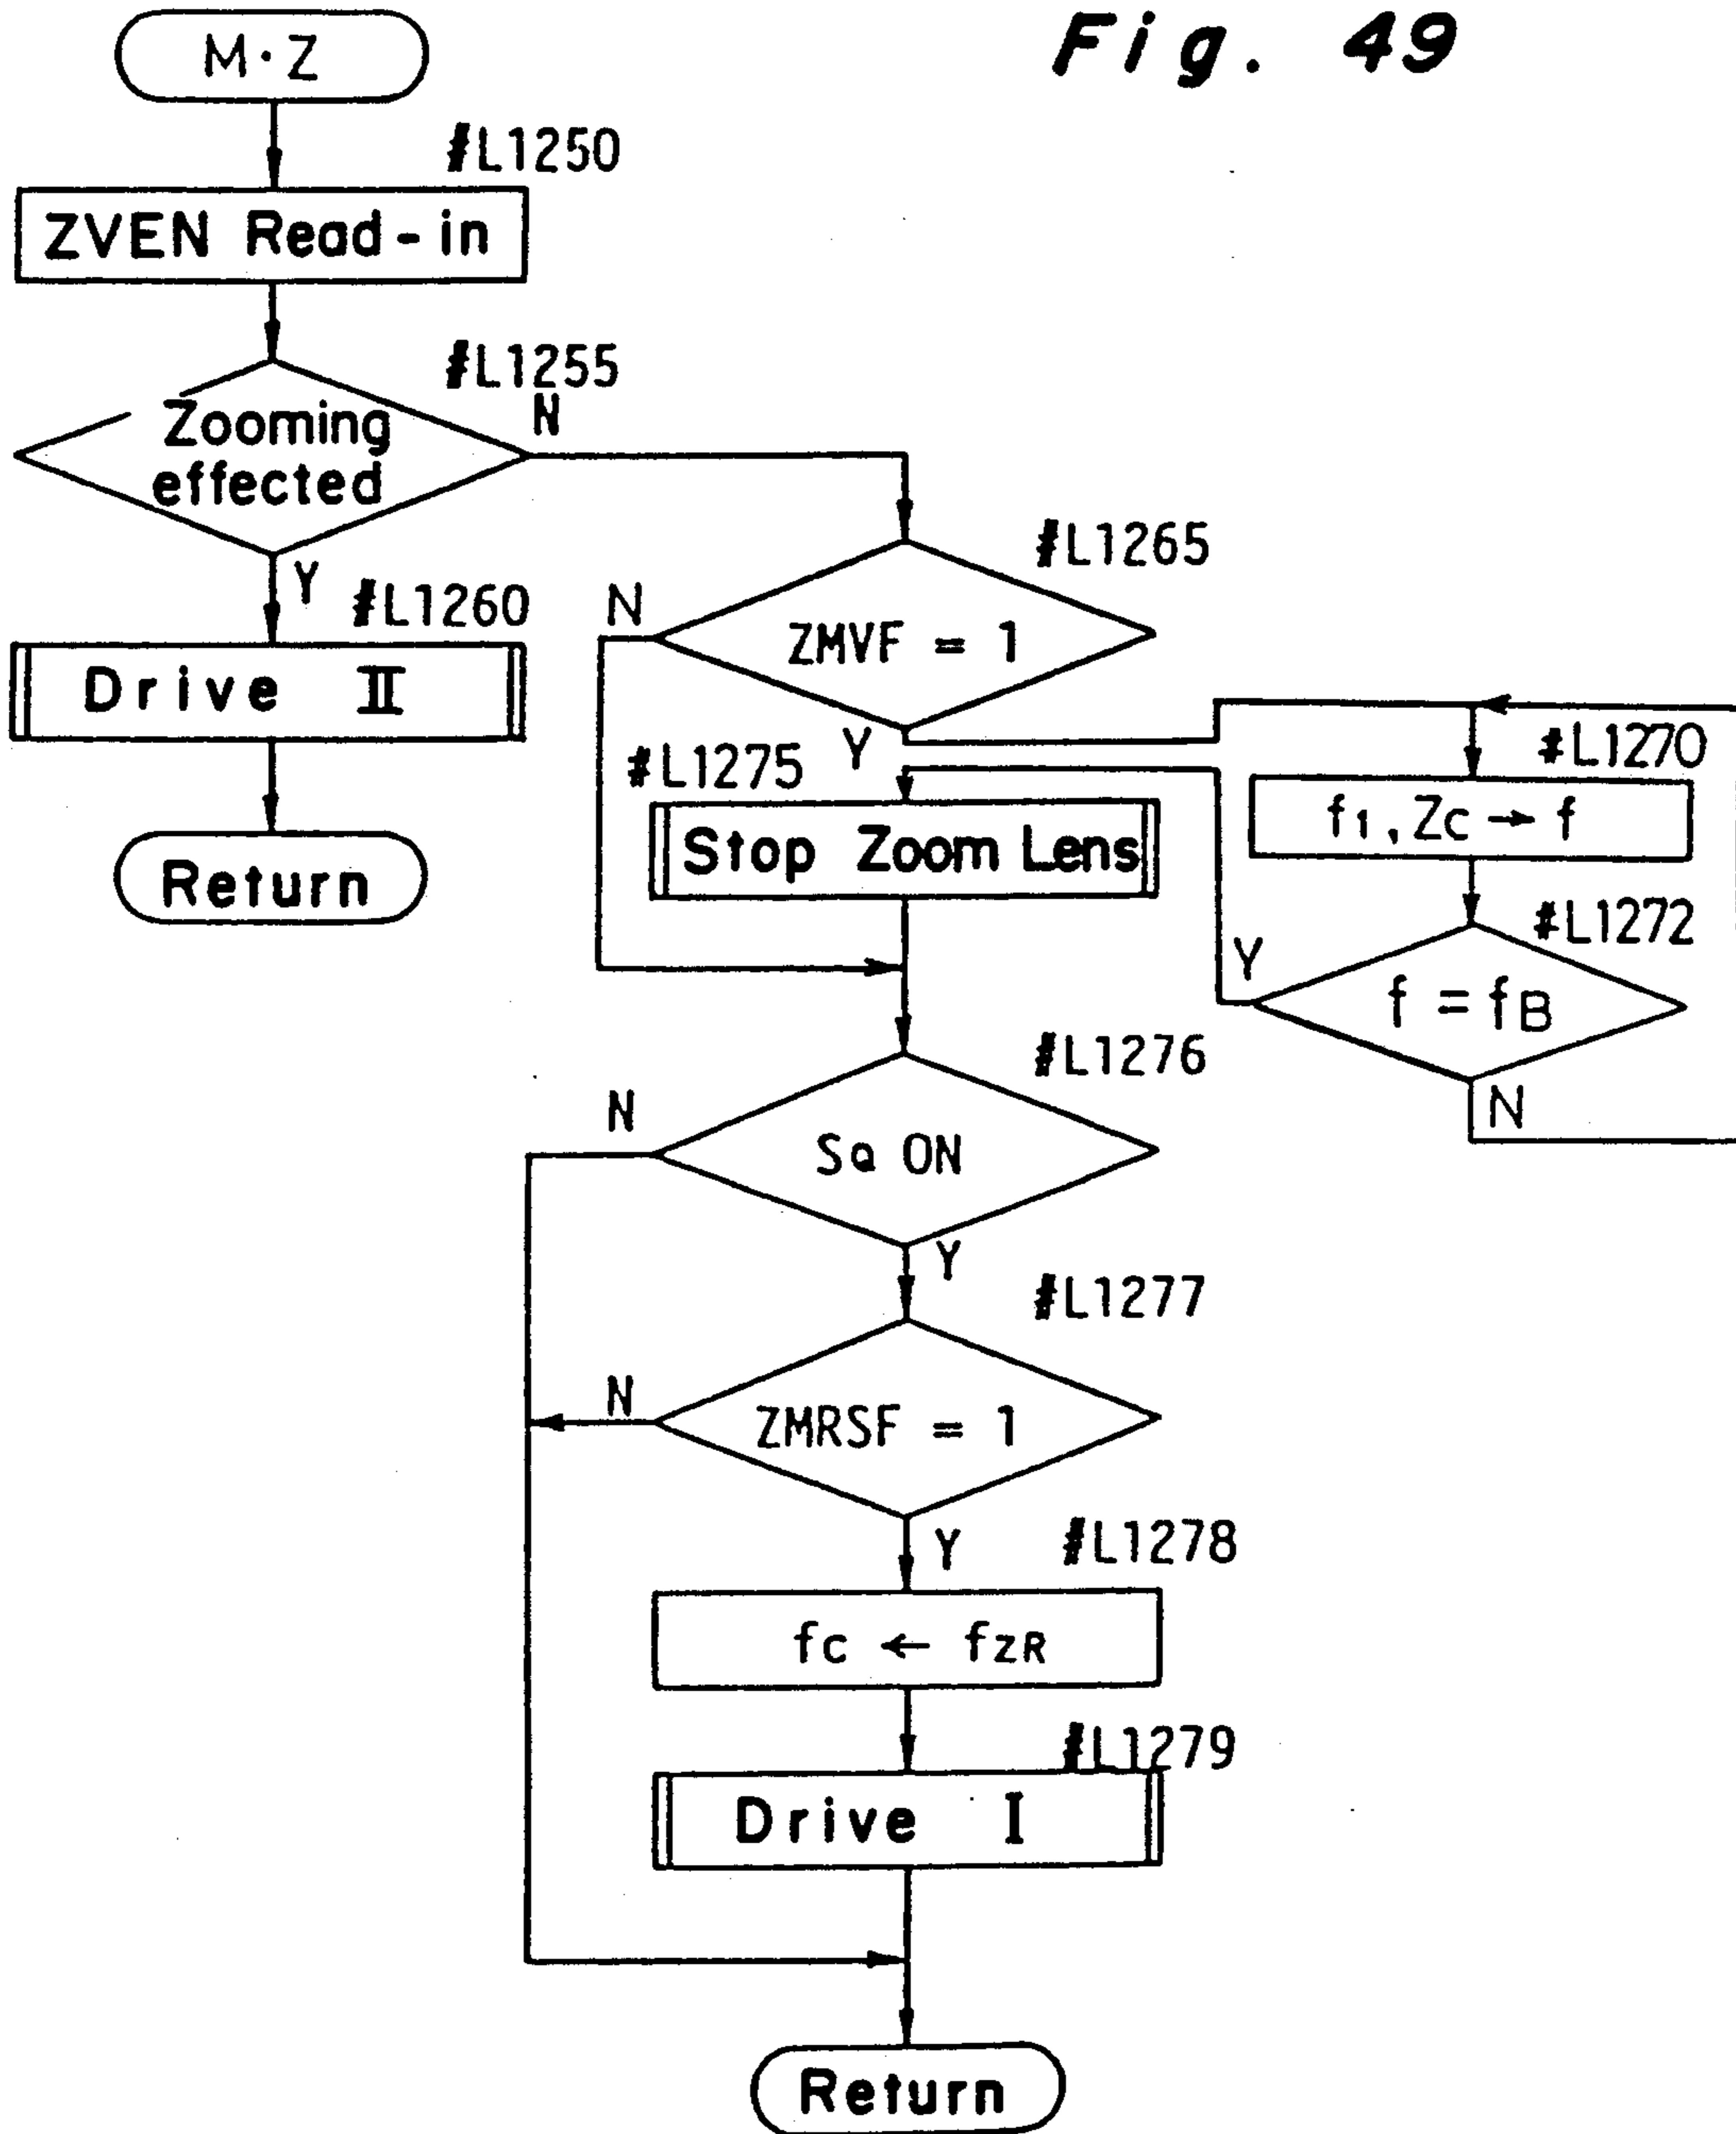 Fig. 49
M·Z
#L1250
ZVEN Read-in
#L1255
Zooming
effected
N
Y
#L1260
Drive II
Return
#L1265
ZMVF = 1
N
Y
#L1270
f1, Zc → f
#L1272
f = fB
Y
N
#L1275
Stop Zoom Lens
#L1276
SQ ON
N
Y
#L1277
ZMRSF = 1
N
Y
#L1278
fc ← fZR
#L1279
Drive I
Return